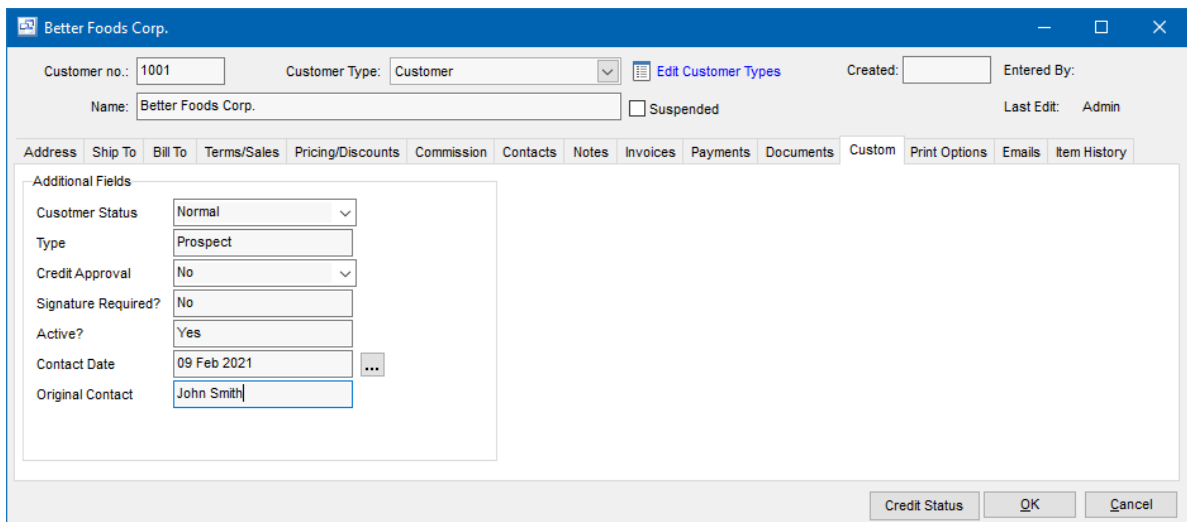 Better Foods Corp.
Customer no.: 1001 Customer Type: Customer Edit Customer Types Created: Entered By:
Name: Better Foods Corp. Suspended Last Edit: Admin
Address Ship To Bill To Terms/Sales Pricing/Discounts Commission Contacts Notes Invoices Payments Documents Custom Print Options Emails Item History
Additional Fields
Cusotmer Status Normal
Type Prospect
Credit Approval No
Signature Required? No
Active? Yes
Contact Date 09 Feb 2021 ...
Original Contact John Smith
Credit Status OK Cancel